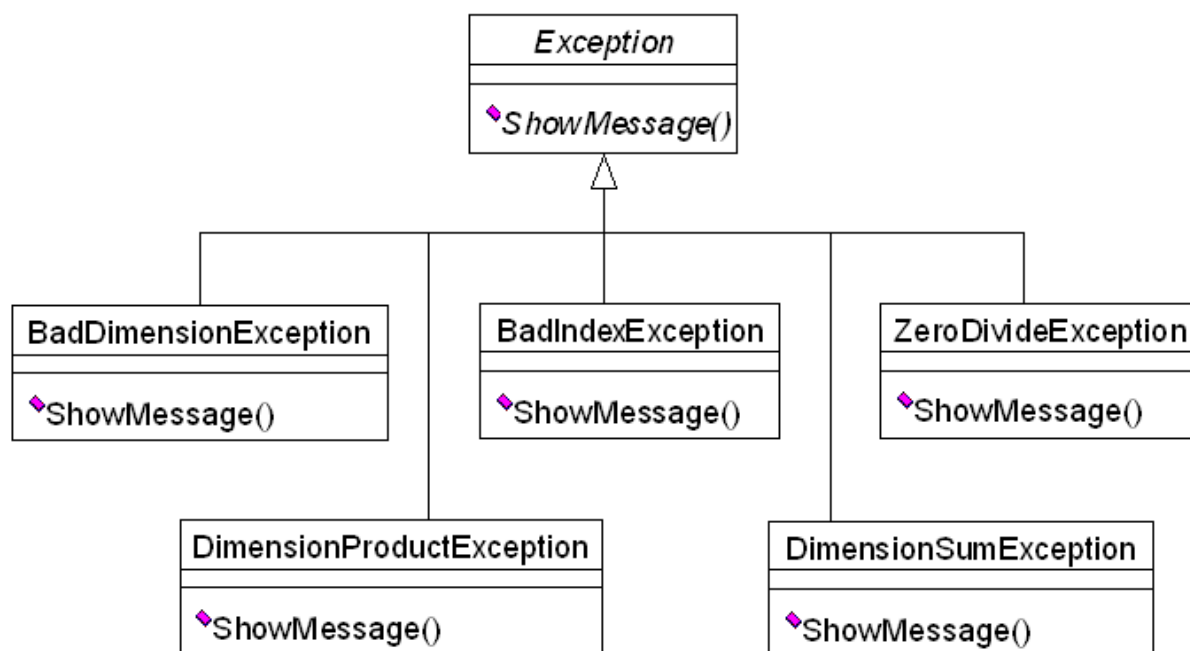 Exception
ShowMessage()
BadDimensionException
ShowMessage()
BadIndexException
ShowMessage()
ZeroDivideException
ShowMessage()
DimensionProductException
ShowMessage()
DimensionSumException
ShowMessage()